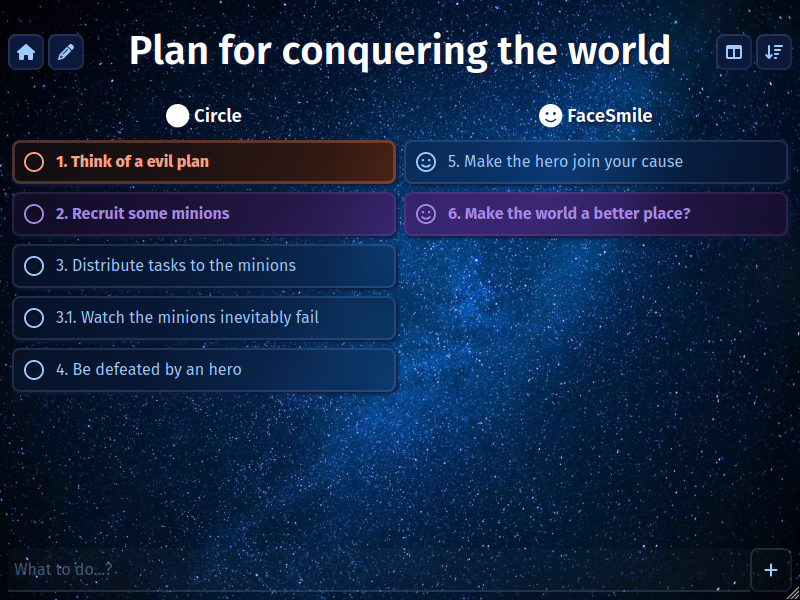 Plan for conquering the world
Circle
1. Think of a evil plan
2. Recruit some minions
3. Distribute tasks to the minions
3.1. Watch the minions inevitably fail
4. Be defeated by an hero
FaceSmile
5. Make the hero join your cause
6. Make the world a better place?
What to do...?